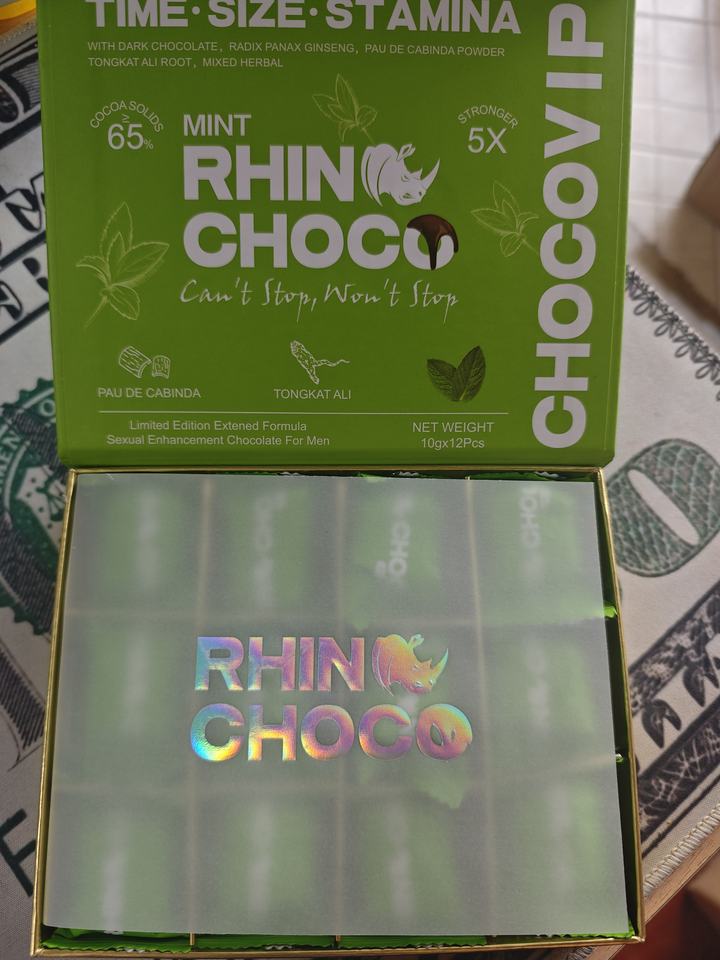 TIME·SIZE·STAMINA
WITH DARK CHOCOLATE, RADIX PANAX GINSENG, PAU DE CABINDA POWDER
TONGKAT ALI ROOT, MIXED HERBAL
COCOA SOLIDS
≥
65%
MINT
RHINO
CHOCO
STRONGER
5X
Can't Stop, Won't Stop
CHOCOVIP
PAU DE CABINDA
TONGKAT ALI
Limited Edition Extened Formula
Sexual Enhancement Chocolate For Men
NET WEIGHT
10gx12Pcs
RHINO
CHOCO